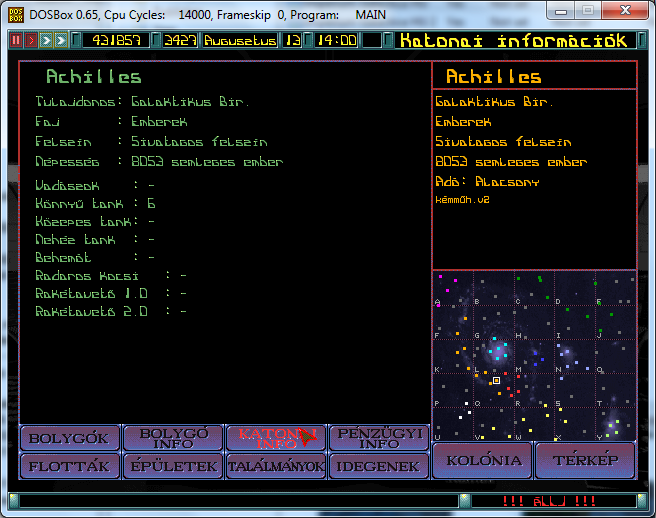 DOSBox 0.65, Cpu Cycles: 14000, Frameskip 0, Program: MAIN
431857 3427 Augusztus 13 14:00 Katonai információk
Achilles
Tulajdonos: Galaktikus Bir.
Faj : Emberek
Felszín : Sivatagos felszín
Népesség : 8053 semleges ember
Vadászok : -
Könnyű tank : 6
Közepes tank: -
Nehéz tank : -
Behemót : -
Radaros kocsi : -
Rakétavető 1.0 : -
Rakétavető 2.0 : -
Achilles
Galaktikus Bir.
Emberek
Sivatagos felszín
8053 semleges ember
Adó: Alacsony
kémműh.v2
A B C D E
F G H I J
K L M N O
P Q R S T
U V W X Y
BOLYGÓK
BOLYGÓ INFO
KATONAI INFO
PÉNZÜGYI INFO
FLOTTÁK
ÉPÜLETEK
TALÁLMÁNYOK
IDEGENEK
KOLÓNIA
TÉRKÉP
!!! ÁLLJ !!!